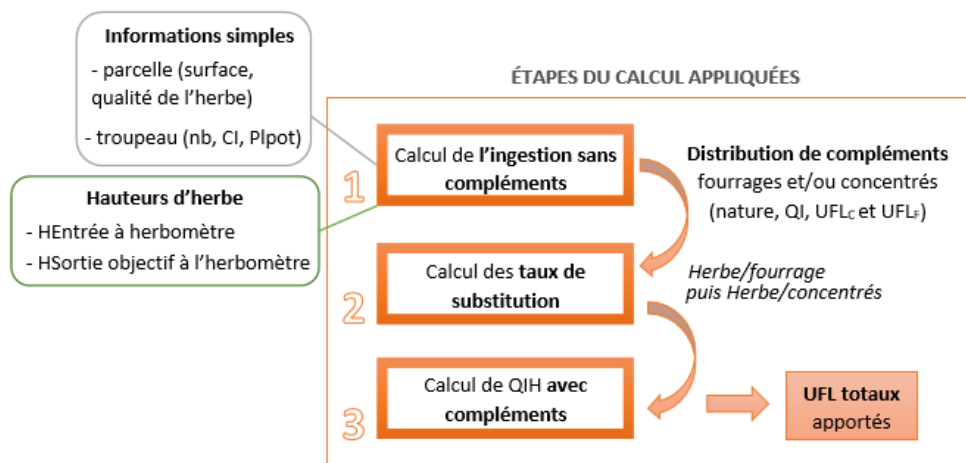 Informations simples
- parcelle (surface,
qualité de l'herbe)
- troupeau (nb, CI, Plpot)
Hauteurs d'herbe
- HEntrée à herbomètre
- HSortie objectif à l'herbomètre
ÉTAPES DU CALCUL APPLIQUÉES
1
Calcul de l'ingestion sans
compléments
Distribution de compléments
fourrages et/ou concentrés
(nature, QI, UFLC et UFLF)
2
Calcul des taux de
substitution
Herbe/fourrage
puis Herbe/concentrés
3
Calcul de QIH avec
compléments
UFL totaux
apportés